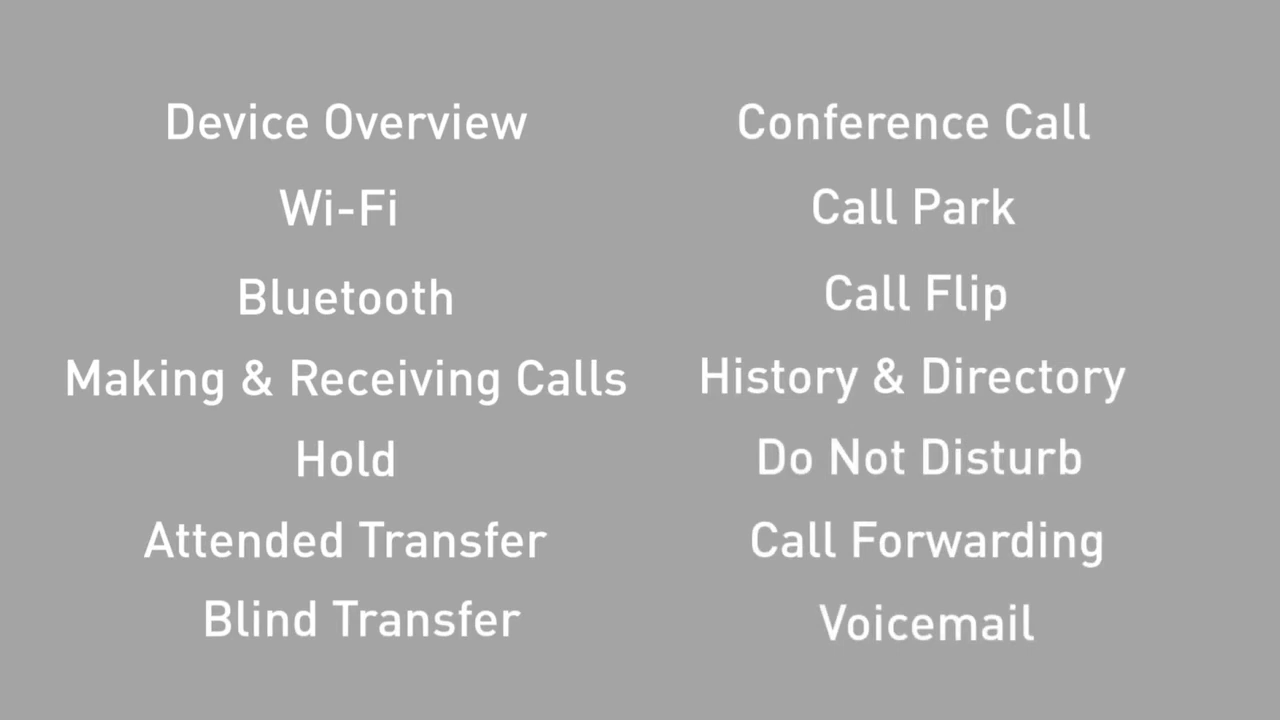 Device Overview
Wi-Fi
Bluetooth
Making & Receiving Calls
Hold
Attended Transfer
Blind Transfer
Conference Call
Call Park
Call Flip
History & Directory
Do Not Disturb
Call Forwarding
Voicemail